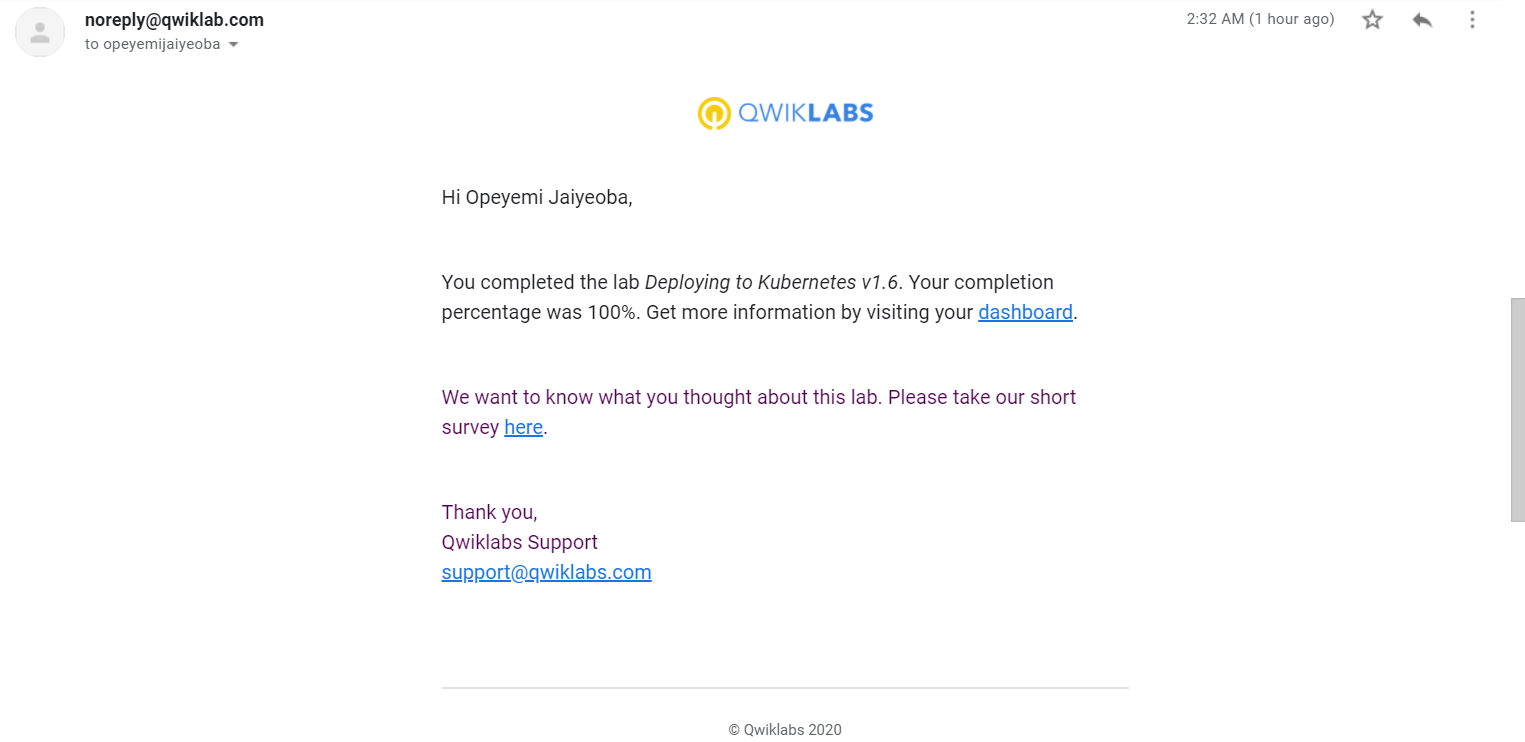 noreply@qwiklab.com
2:32 AM (1 hour ago)
to opeyemijaiyeoba
QWIKLABS
Hi Opeyemi Jaiyeoba,
You completed the lab Deploying to Kubernetes v1.6. Your completion
percentage was 100%. Get more information by visiting your dashboard.
We want to know what you thought about this lab. Please take our short
survey here.
Thank you,
Qwiklabs Support
support@qwiklabs.com
© Qwiklabs 2020